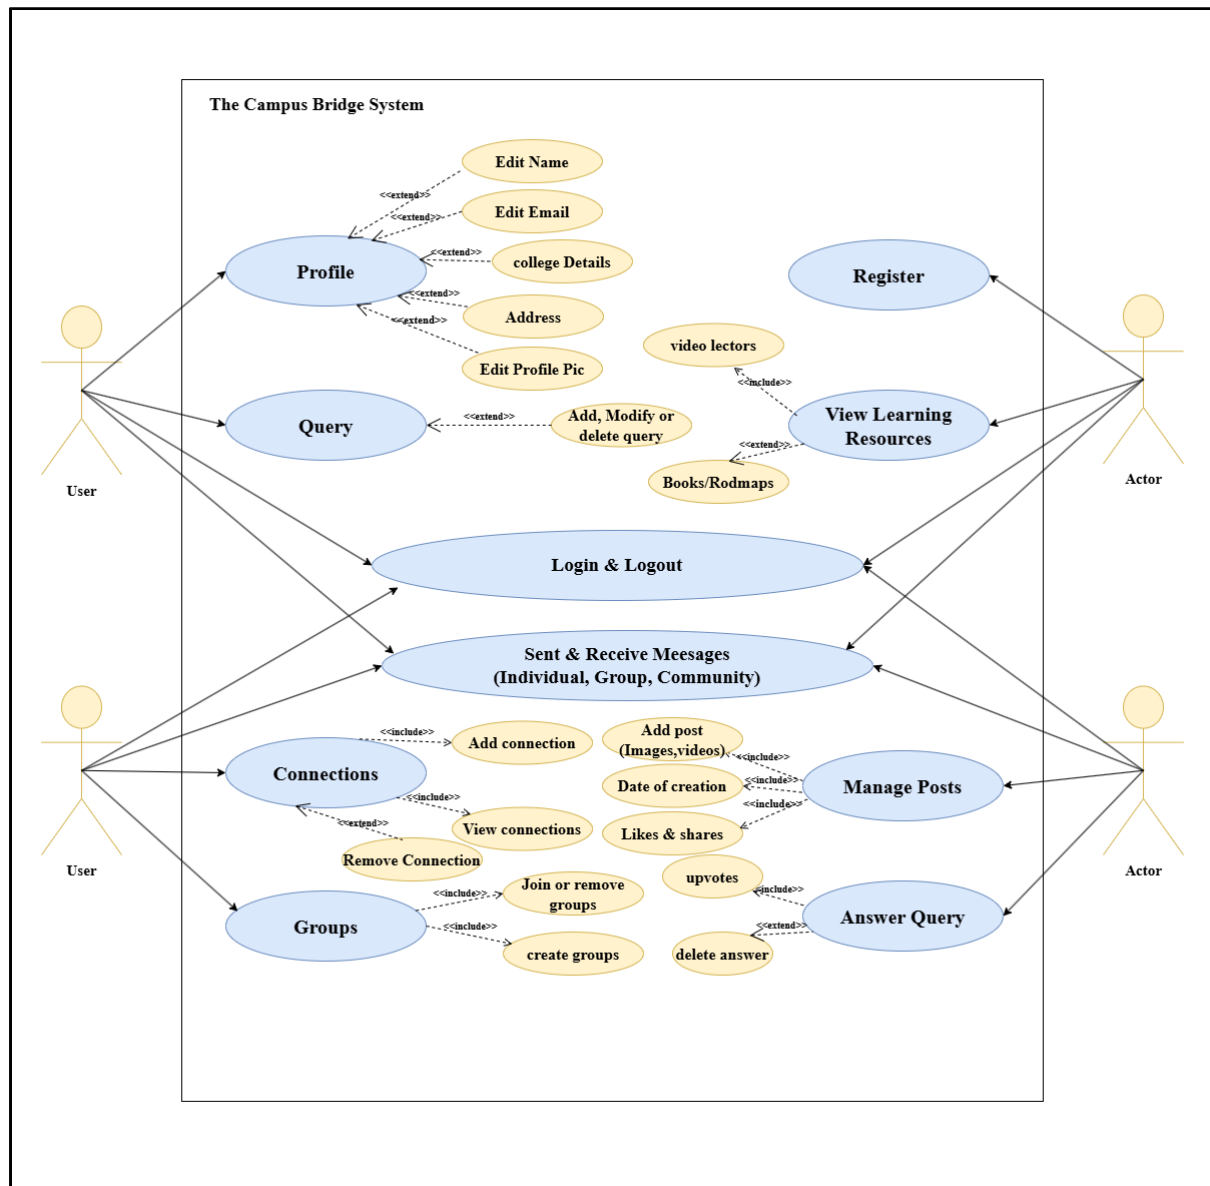 The Campus Bridge System
Edit Name
<<extend>>
Edit Email
<<extend>>
Profile
<<extend>>
college Details
<<extend>>
Address
<<extend>>
Edit Profile Pic
Register
video lectors
<<include>>
View Learning
Resources
<<extend>>
Books/Rodmaps
Query
<<extend>>
Add, Modify or
delete query
User
Actor
Login & Logout
Sent & Receive Meesages
(Individual, Group, Community)
<<include>>
Add connection
Connections
<<include>>
View connections
<<extend>>
Remove Connection
Add post
(Images,videos)
<<include>>
Date of creation
<<include>>
Manage Posts
<<include>>
Likes & shares
User
Actor
Groups
<<include>>
Join or remove
groups
<<include>>
create groups
upvotes
<<include>>
Answer Query
<<extend>>
delete answer